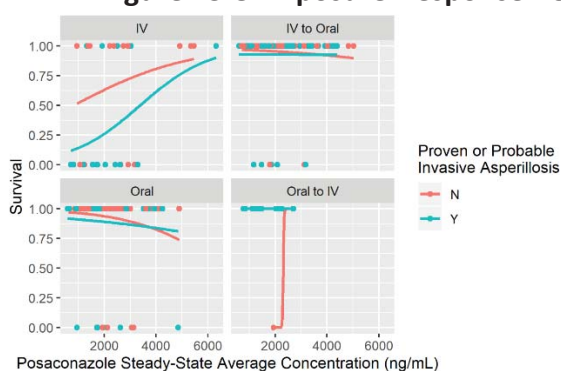 Figure
Response
IV
IV to Oral
1.00
0.75
0.50
0.25
0.00
Survival
Oral
Oral to IV
1.00
0.75
0.50
0.25
0.00
2000 4000 6000 2000 4000 6000
Posaconazole Steady-State Average Concentration (ng/mL)
Proven or Probable
Invasive Asperillosis
N
Y